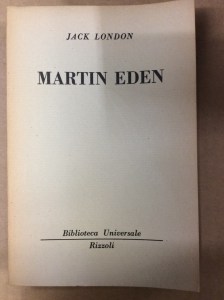 JACK LONDON
MARTIN EDEN
Biblioteca Universale
Rizzoli